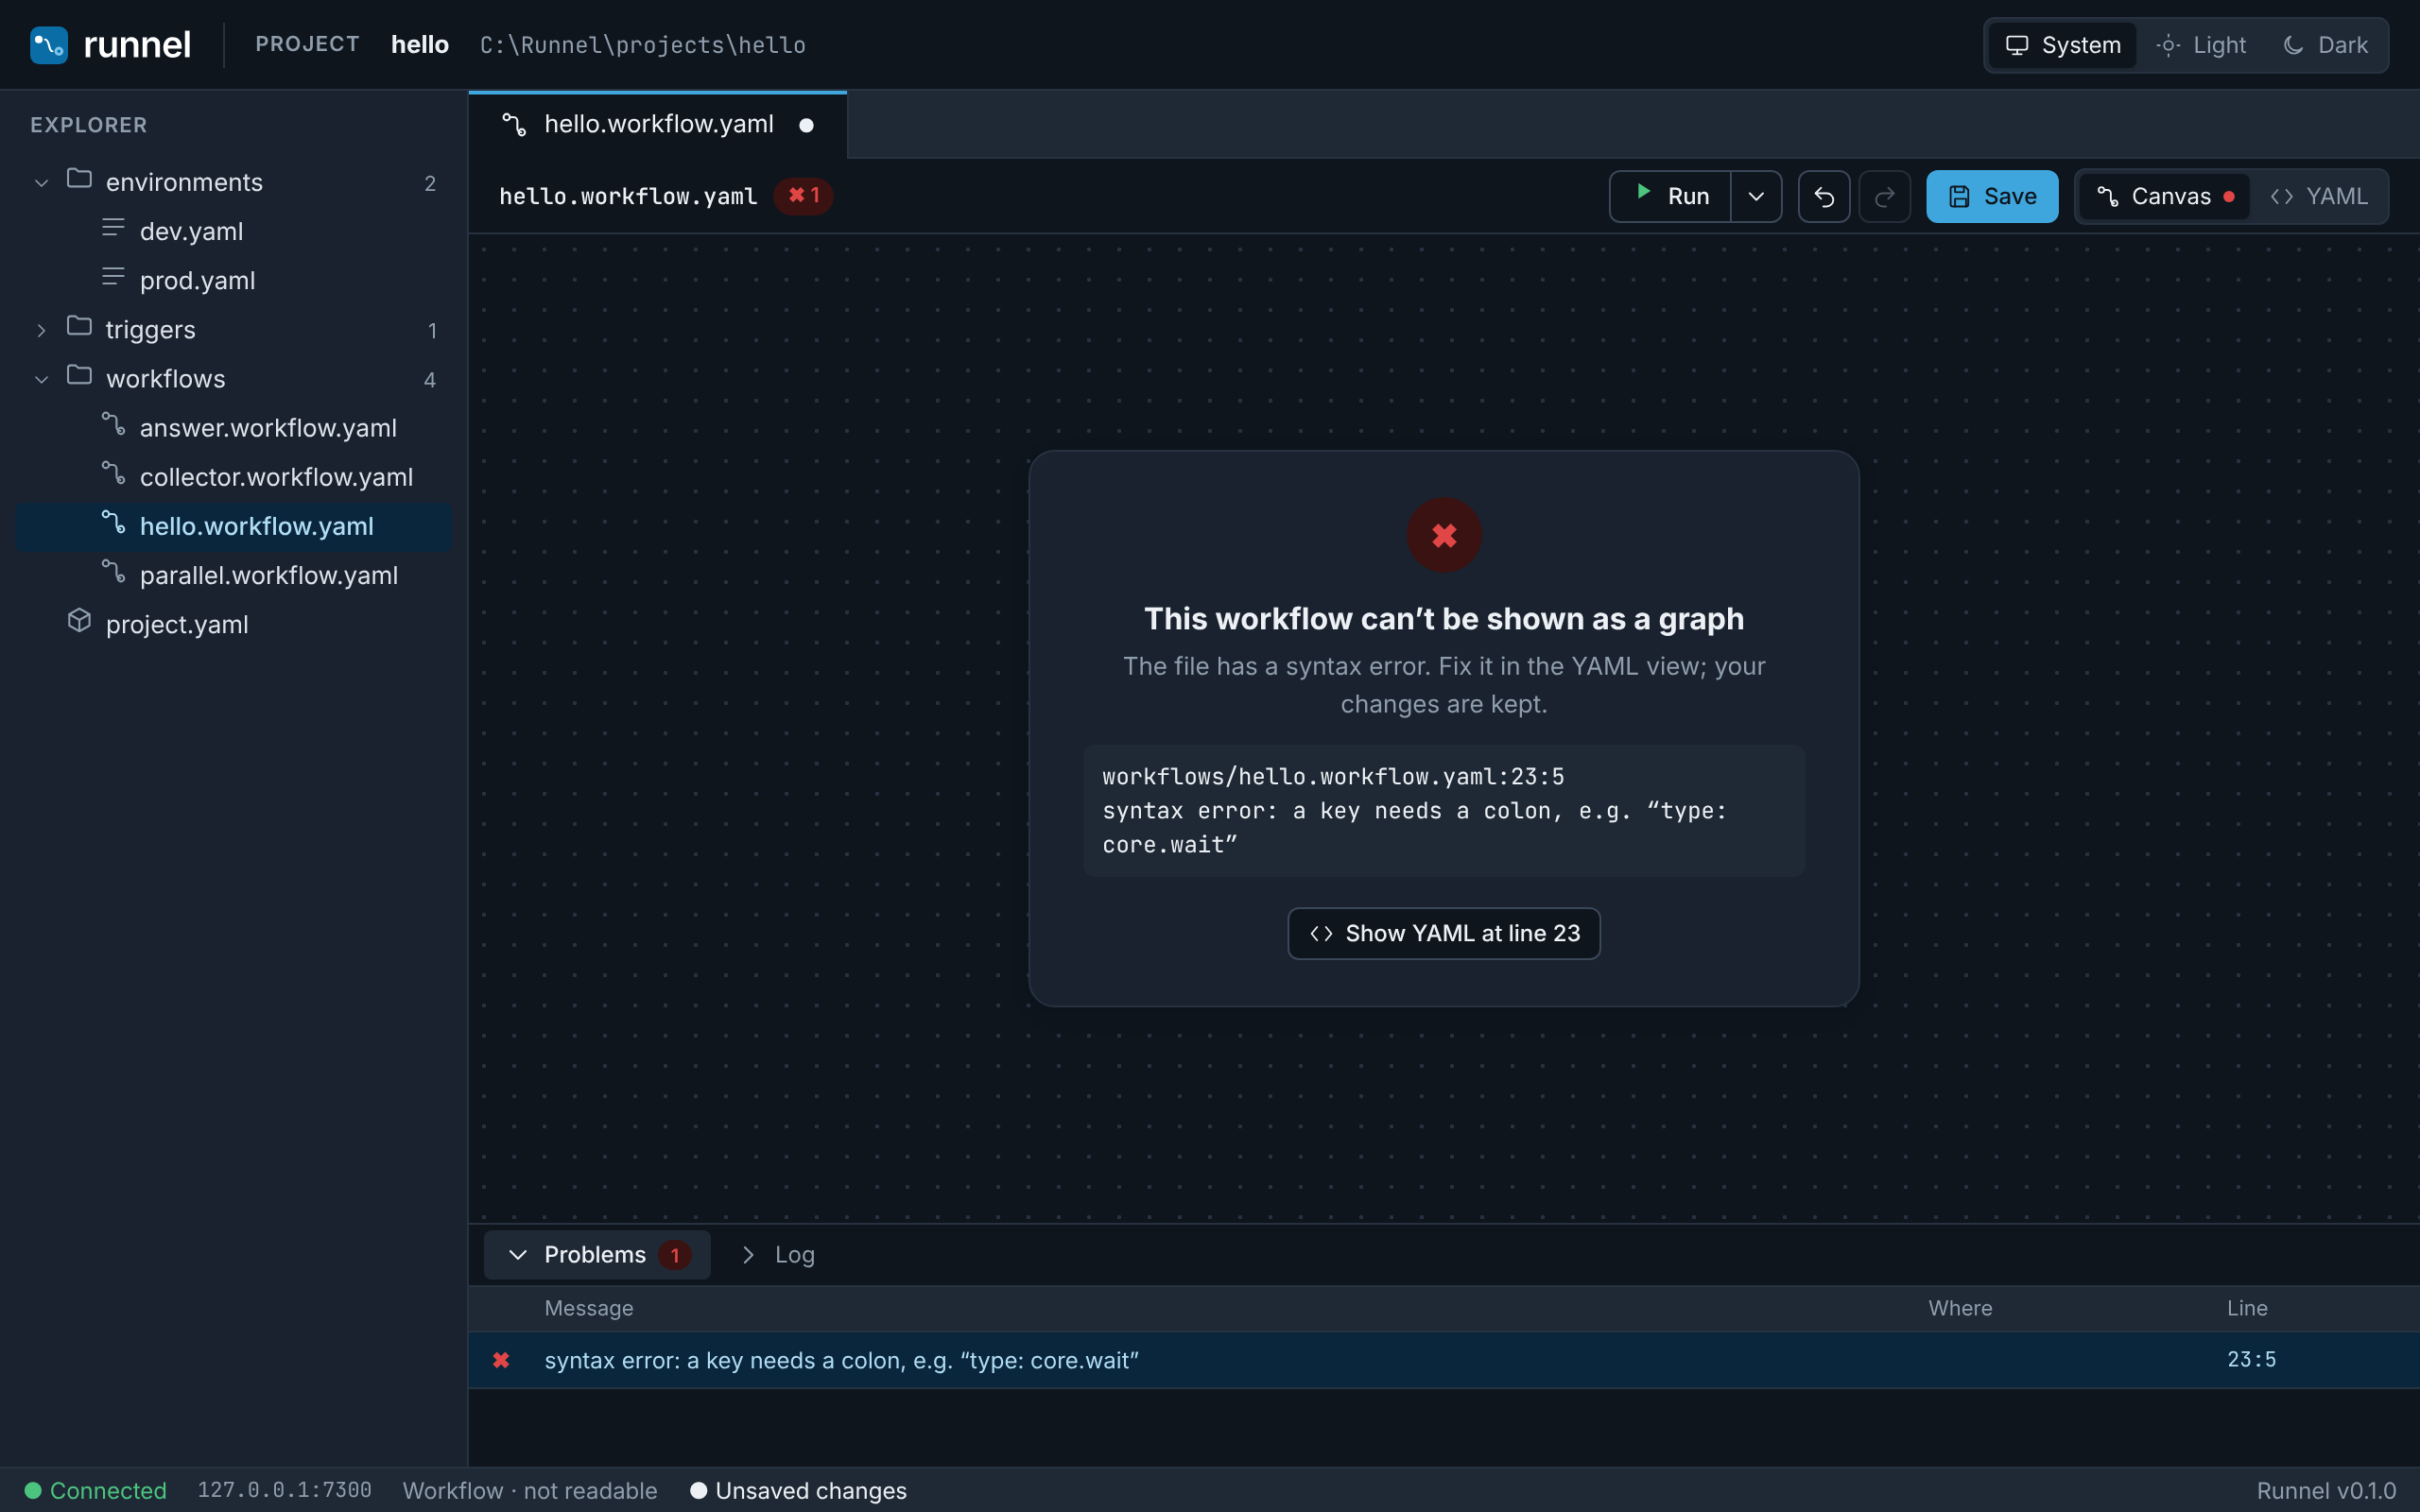 runnel
PROJECT hello C:\Runnel\projects\hello
System Light Dark
EXPLORER
environments 2
dev.yaml
prod.yaml
triggers 1
workflows 4
answer.workflow.yaml
collector.workflow.yaml
hello.workflow.yaml
parallel.workflow.yaml
project.yaml
hello.workflow.yaml
hello.workflow.yaml 1
Run Save Canvas YAML
This workflow can’t be shown as a graph
The file has a syntax error. Fix it in the YAML view; your
changes are kept.
workflows/hello.workflow.yaml:23:5
syntax error: a key needs a colon, e.g. “type:
core.wait”
Show YAML at line 23
Problems 1 Log
Message Where Line
syntax error: a key needs a colon, e.g. “type: core.wait” 23:5
Connected 127.0.0.1:7300 Workflow · not readable Unsaved changes Runnel v0.1.0